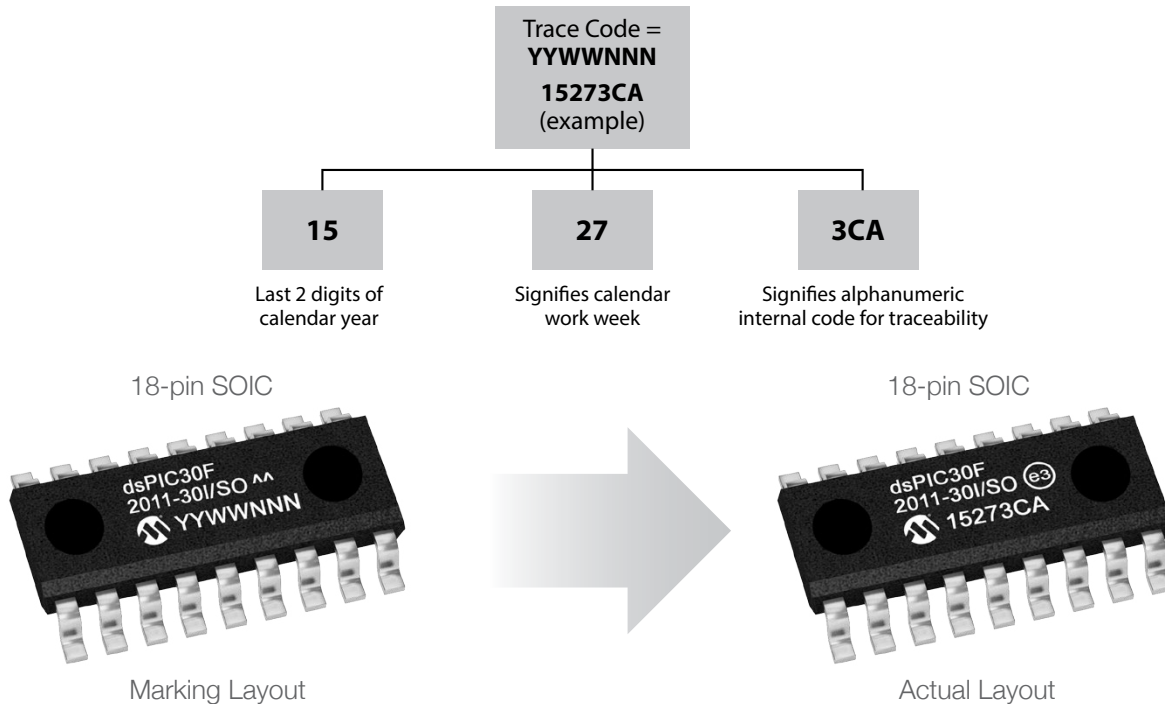 Trace Code =
YYWWNNN
15273CA
(example)
15
27
3CA
Last 2 digits of
calendar year
Signifies calendar
work week
Signifies alphanumeric
internal code for traceability
18-pin SOIC
dsPIC30F
2011-30I/SO ^^
YYWWNNN
Marking Layout
18-pin SOIC
dsPIC30F
2011-30I/SO e3
15273CA
Actual Layout